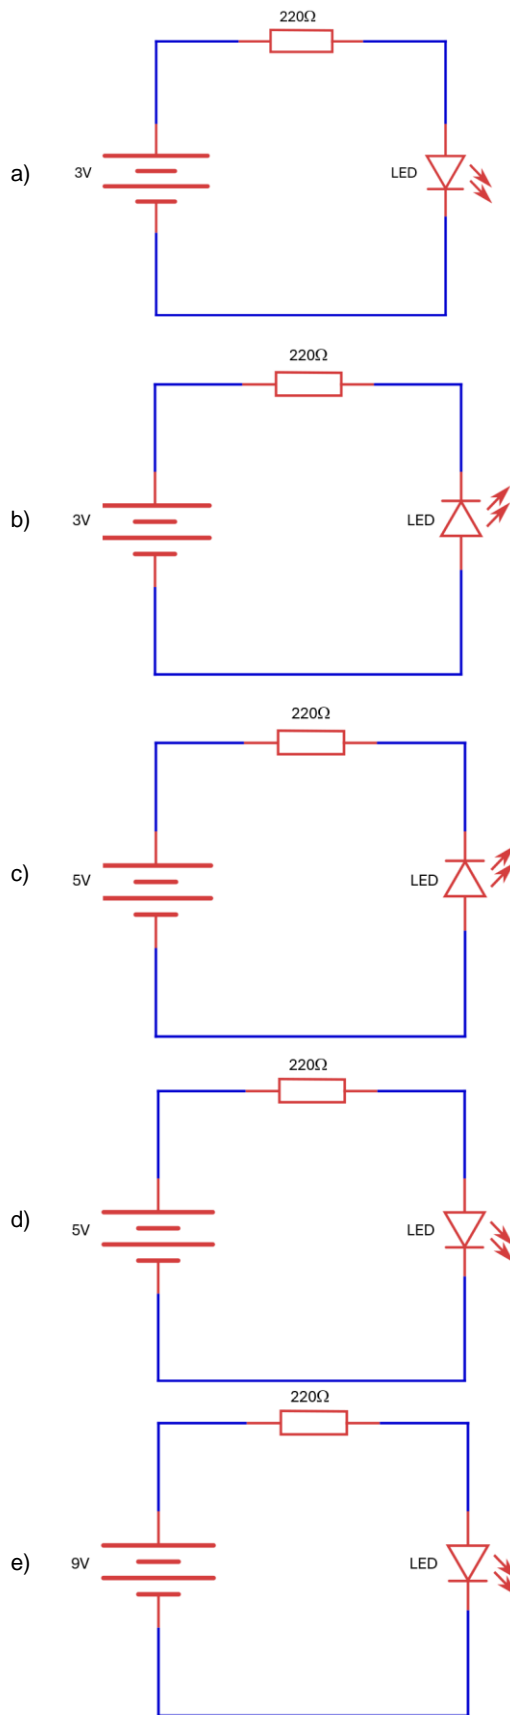 220Ω
a)
3V
LED
220Ω
b)
3V
LED
220Ω
c)
5V
LED
220Ω
d)
5V
LED
220Ω
e)
9V
LED